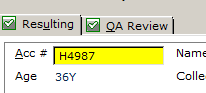 Resulting QA Review
Acc # H4987 Name
Age 36Y Colle